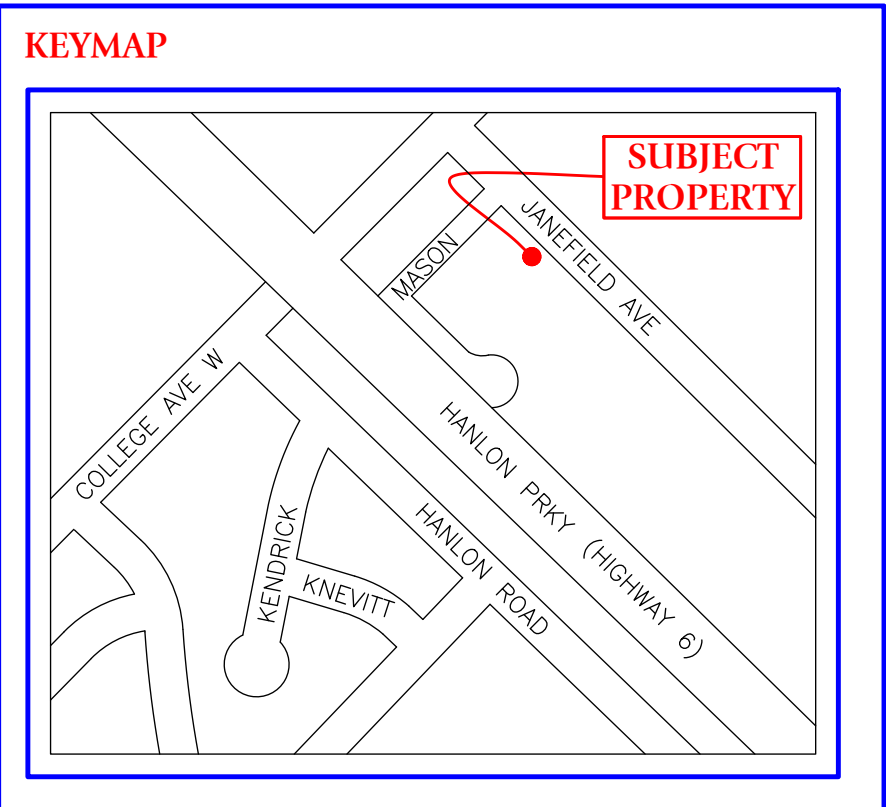 KEYMAP
SUBJECT
PROPERTY
JANEFIELD AVE
MASON
COLLEGE AVE W
HANLON PRKY (HIGHWAY 6)
HANLON ROAD
KENDRICK
KNEVITT